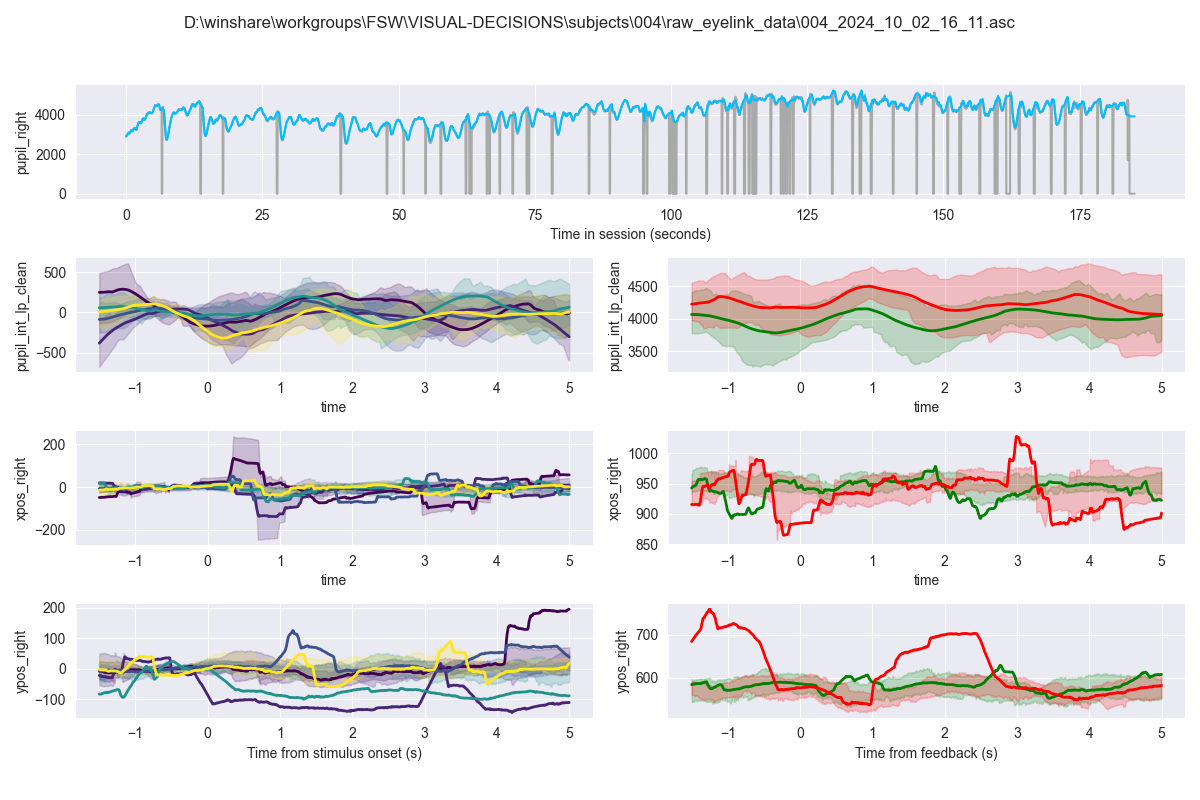 D:\winshare\workgroups\FSW\VISUAL-DECISIONS\subjects\004\raw_eyelink_data\004_2024_10_02_16_11.asc
pupil_right
4000
2000
0
0 25 50 75 100 125 150 175
Time in session (seconds)
pupil_int_lp_clean
500
0
−500
−1 0 1 2 3 4 5
time
pupil_int_lp_clean
4500
4000
3500
−1 0 1 2 3 4 5
time
xpos_right
200
0
−200
−1 0 1 2 3 4 5
time
xpos_right
1000
950
900
850
−1 0 1 2 3 4 5
time
ypos_right
200
100
0
−100
−1 0 1 2 3 4 5
Time from stimulus onset (s)
ypos_right
700
600
−1 0 1 2 3 4 5
Time from feedback (s)